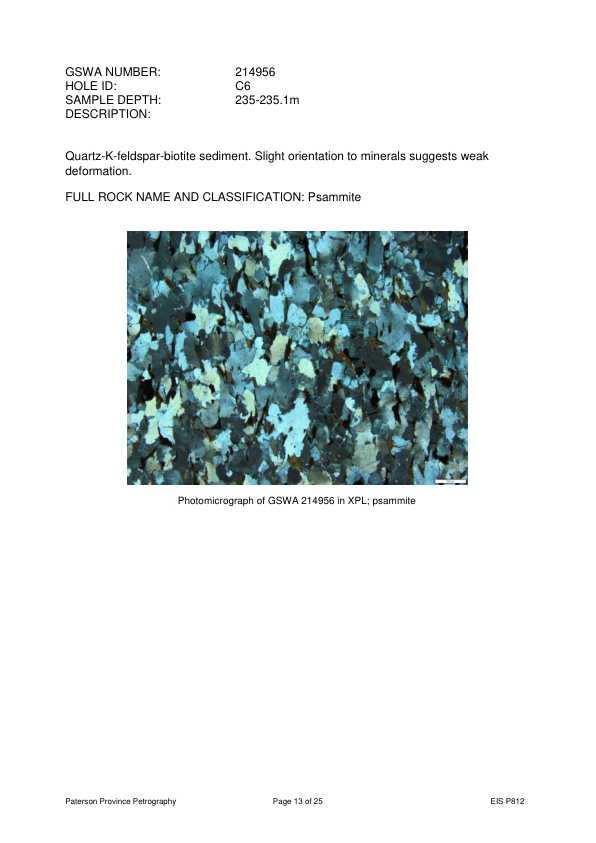 GSWA NUMBER: 214956
HOLE ID: C6
SAMPLE DEPTH: 235-235.1m
DESCRIPTION:
Quartz-K-feldspar-biotite sediment. Slight orientation to minerals suggests weak
deformation.
FULL ROCK NAME AND CLASSIFICATION: Psammite
Photomicrograph of GSWA 214956 in XPL; psammite
Paterson Province Petrography Page 13 of 25 EIS P812